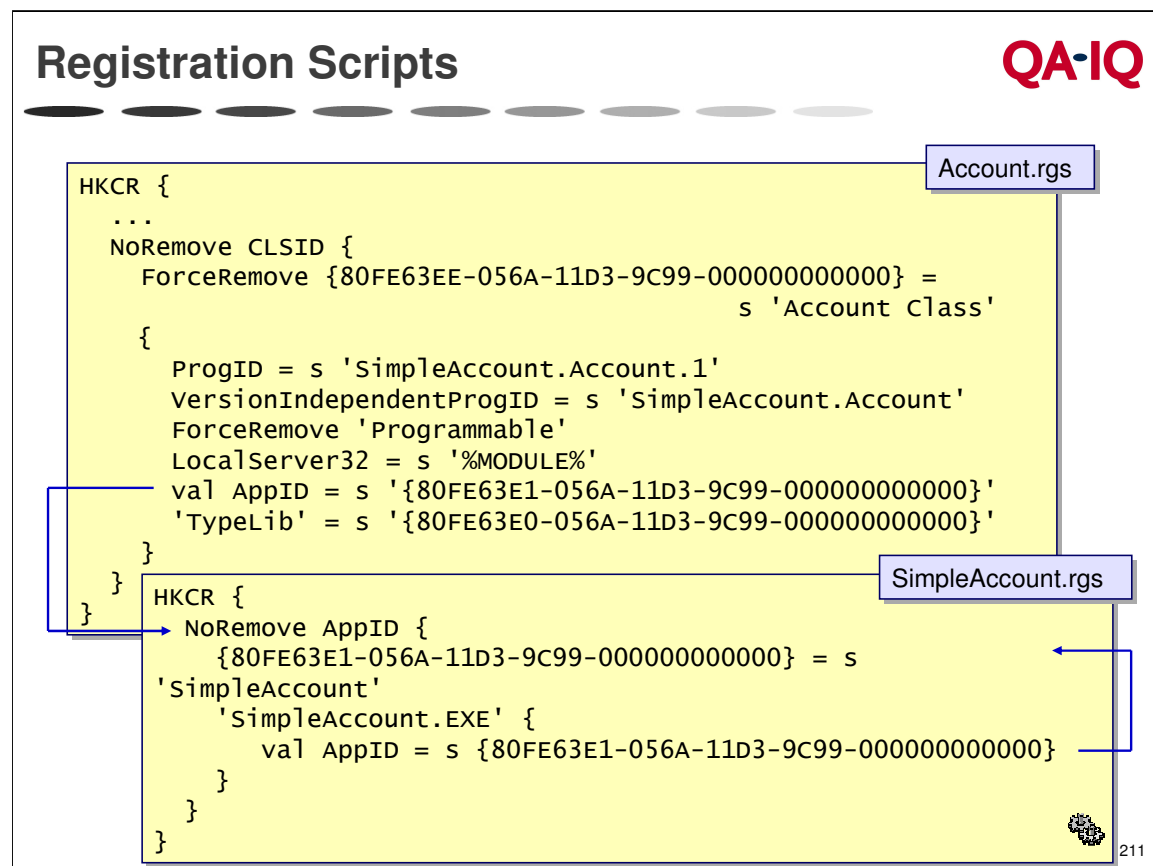 Registration Scripts
QA-IQ
Account.rgs
HKCR {
...
NoRemove CLSID {
ForceRemove {80FE63EE-056A-11D3-9C99-000000000000} =
s 'Account Class'
{
ProgID = s 'SimpleAccount.Account.1'
VersionIndependentProgID = s 'SimpleAccount.Account'
ForceRemove 'Programmable'
LocalServer32 = s '%MODULE%'
val AppID = s '{80FE63E1-056A-11D3-9C99-000000000000}'
'TypeLib' = s '{80FE63E0-056A-11D3-9C99-000000000000}'
}
}
}
SimpleAccount.rgs
HKCR {
NoRemove AppID {
{80FE63E1-056A-11D3-9C99-000000000000} = s
'SimpleAccount'
'SimpleAccount.EXE' {
val AppID = s {80FE63E1-056A-11D3-9C99-000000000000}
}
}
}
211